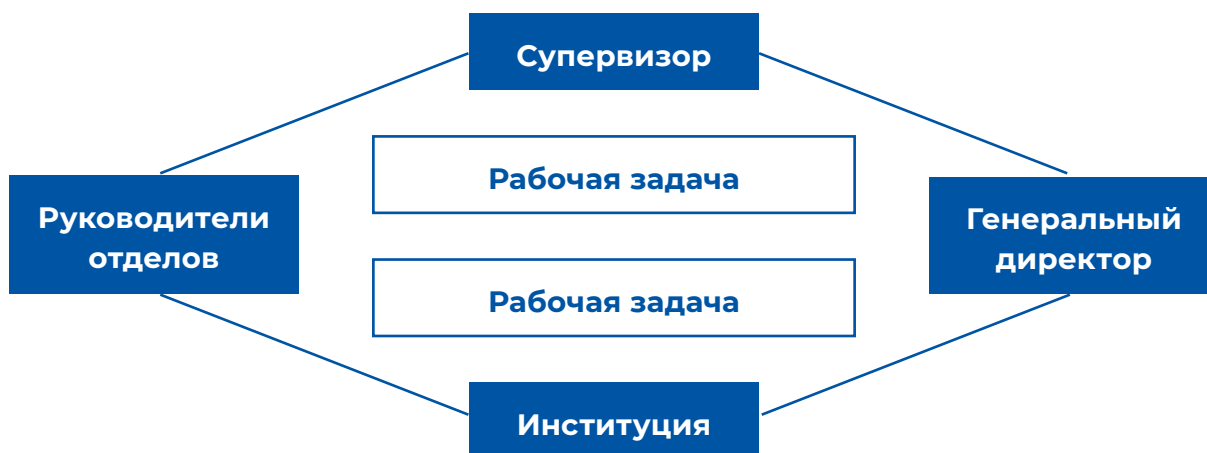 Супервизор
Рабочая задача
Руководители
отделов
Генеральный
директор
Рабочая задача
Институция